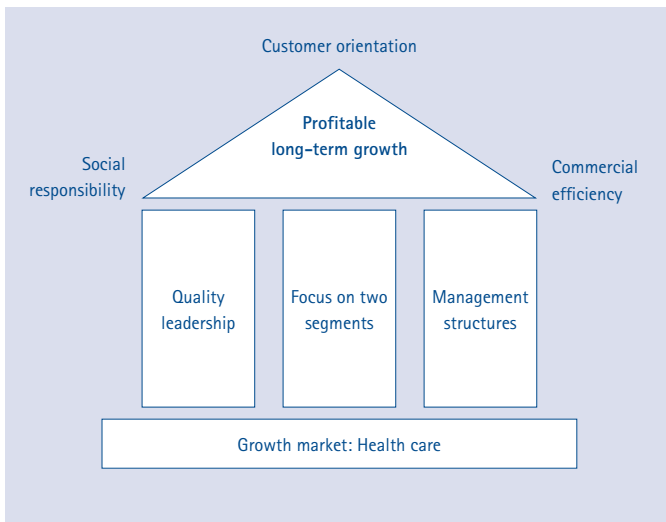 Customer orientation
Profitable
long-term growth
Social
responsibility
Commercial
efficiency
Quality
leadership
Focus on two
segments
Management
structures
Growth market: Health care